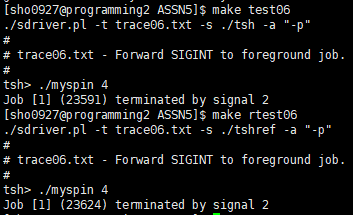 [sho0927@programming2 ASSN5]$ make test06
./sdriver.pl -t trace06.txt -s ./tsh -a "-p"
#
# trace06.txt - Forward SIGINT to foreground job.
#
tsh> ./myspin 4
Job [1] (23591) terminated by signal 2
[sho0927@programming2 ASSN5]$ make rtest06
./sdriver.pl -t trace06.txt -s ./tshref -a "-p"
#
# trace06.txt - Forward SIGINT to foreground job.
#
tsh> ./myspin 4
Job [1] (23624) terminated by signal 2